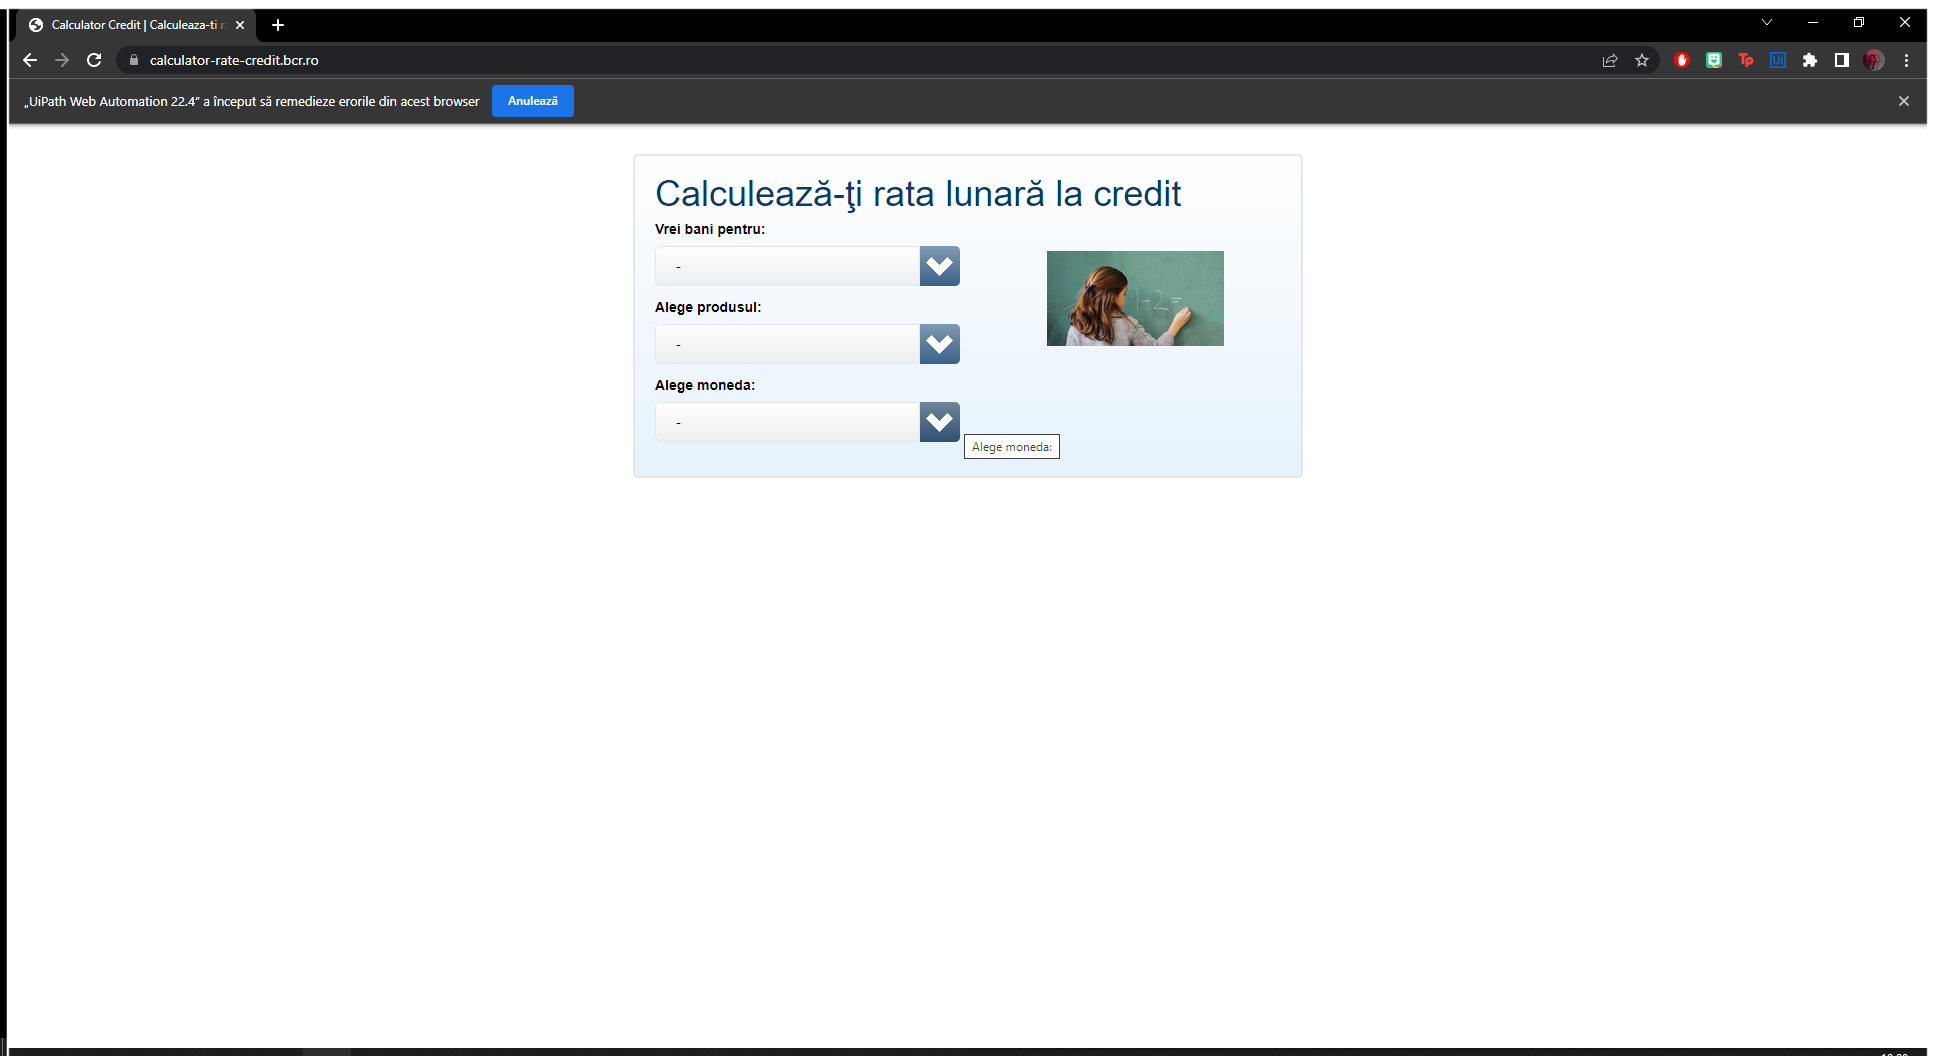 Calculator Credit | Calculeaza-ti
calculator-rate-credit.bcr.ro
„UiPath Web Automation 22.4” a început să remedieze erorile din acest browser
Anulează
Calculează-ţi rata lunară la credit
Vrei bani pentru:
-
1+2=
Alege produsul:
-
Alege moneda:
-
Alege moneda: